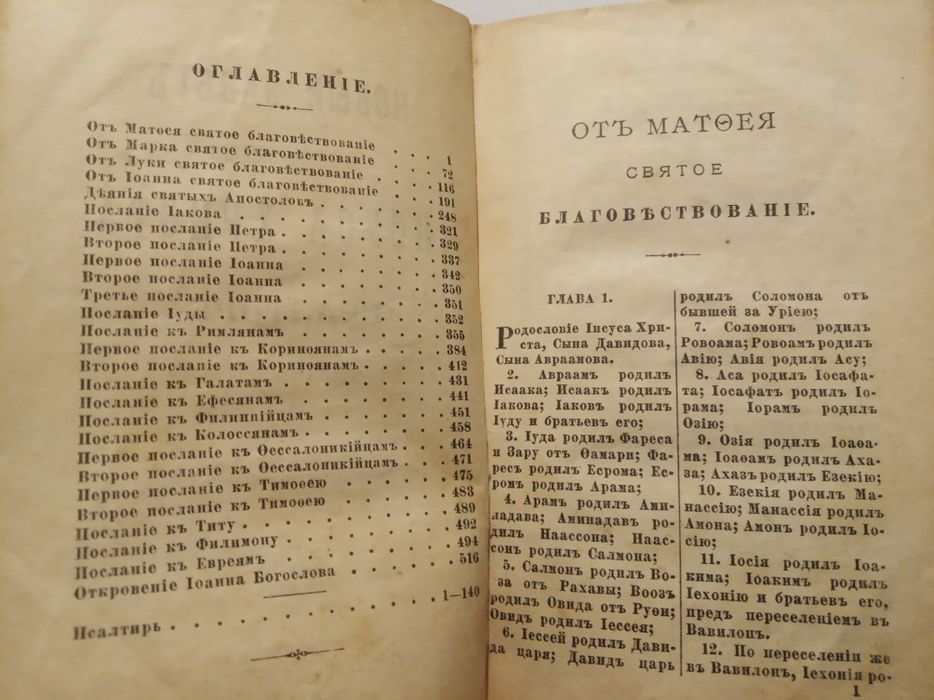 ОГЛАВЛЕНІЕ.
Отъ Матѳея святое благовѣствованіе . . . 1
Отъ Марка святое благовѣствованіе . . . 72
Отъ Луки святое благовѣствованіе . . . 116
Отъ Іоанна святое благовѣствованіе . . . 191
Дѣянія святыхъ Апостоловъ . . . 248
Посланіе Іакова . . . 321
Первое посланіе Петра . . . 329
Второе посланіе Петра . . . 337
Первое посланіе Іоанна . . . 342
Второе посланіе Іоанна . . . 350
Третье посланіе Іоанна . . . 351
Посланіе Іуды . . . 352
Посланіе къ Римлянамъ . . . 355
Первое посланіе къ Коринѳянамъ . . . 384
Второе посланіе къ Коринѳянамъ . . . 412
Посланіе къ Галатамъ . . . 431
Посланіе къ Ефесянамъ . . . 441
Посланіе къ Филиппійцамъ . . . 451
Посланіе къ Колоссянамъ . . . 458
Первое посланіе къ Ѳессалоникійцамъ . . . 464
Второе посланіе къ Ѳессалоникійцамъ . . . 471
Первое посланіе къ Тимоѳею . . . 475
Второе посланіе къ Тимоѳею . . . 483
Посланіе къ Титу . . . 489
Посланіе къ Филимону . . . 492
Посланіе къ Евреямъ . . . 494
Откровеніе Іоанна Богослова . . . 516
Псалтирь . . . 1—140
ОТЪ МАТѲЕЯ
СВЯТОЕ
БЛАГОВѢСТВОВАНІЕ.
ГЛАВА 1.
Родословіе Іисуса Хри-
ста, Сына Давидова,
Сына Авраамова.
2. Авраамъ родилъ
Исаака; Исаакъ родилъ
Іакова; Іаковъ родилъ
Іуду и братьевъ его;
3. Іуда родилъ Фареса
и Зару отъ Ѳамари; Фа-
ресъ родилъ Есрома; Ес-
ромъ родилъ Арама;
4. Арамъ родилъ Ами-
надава; Аминадавъ ро-
дилъ Наассона; Наас-
сонъ родилъ Салмона;
5. Салмонъ родилъ Во-
оза отъ Рахавы; Воозъ
родилъ Овида отъ Руѳи;
Овидъ родилъ Іессея;
6. Іессей родилъ Дави-
да царя; Давидъ царь
родилъ Соломона отъ
бывшей за Уріею;
7. Соломонъ родилъ
Ровоама; Ровоамъ родилъ
Авію; Авія родилъ Асу;
8. Аса родилъ Іосафа-
та; Іосафатъ родилъ Іо-
рама; Іорамъ родилъ
Озію;
9. Озія родилъ Іоаѳа-
ма; Іоаѳамъ родилъ Аха-
за; Ахазъ родилъ Езекію;
10. Езекія родилъ Ма-
нассію; Манассія родилъ
Амона; Амонъ родилъ Іо-
сію;
11. Іосія родилъ Іоа-
кима; Іоакимъ родилъ
Іехонію и братьевъ его,
предъ переселеніемъ въ
Вавилонъ.
12. По переселеніи же
въ Вавилонъ, Іехонія ро-
1